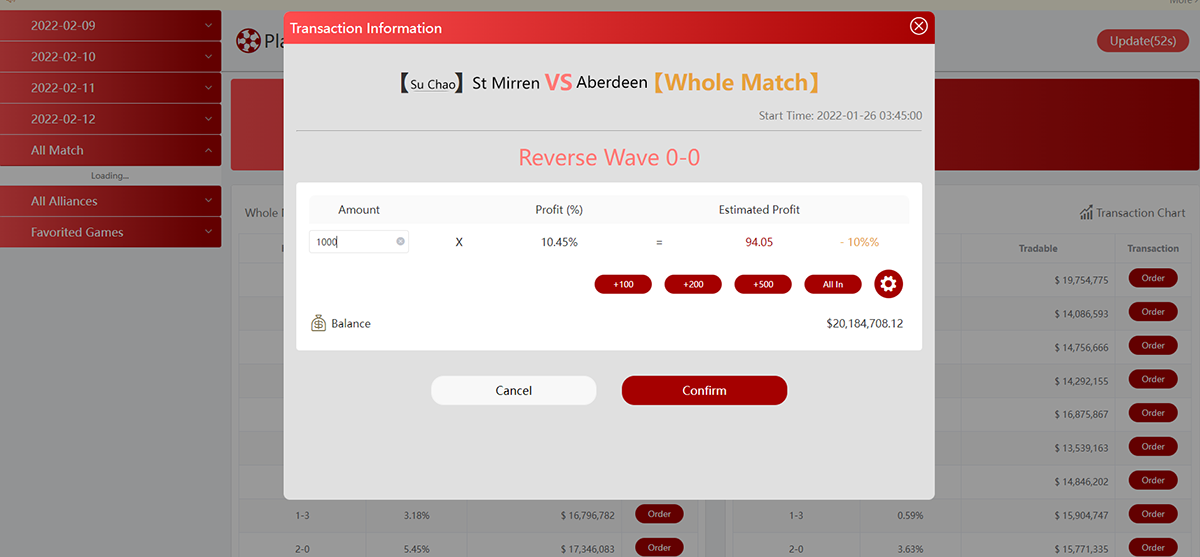 More
2022-02-09
2022-02-10
2022-02-11
2022-02-12
All Match
Loading...
All Alliances
Favorited Games
Update(52s)
Transaction Information
【Su Chao】 St Mirren VS Aberdeen 【Whole Match】
Start Time: 2022-01-26 03:45:00
Reverse Wave 0-0
Amount Profit (%) Estimated Profit
1000 X 10.45% = 94.05 - 10%%
+100 +200 +500 All In
Balance $20,184,708.12
Cancel Confirm
Whole
Transaction Chart
Tradable Transaction
$ 19,754,775 Order
$ 14,086,593 Order
$ 14,756,666 Order
$ 14,292,155 Order
$ 16,875,867 Order
$ 13,539,163 Order
$ 14,846,202 Order
1-3 3.18% $ 16,796,782 Order 1-3 0.59% $ 15,904,747 Order
2-0 5.45% $ 17,346,083 Order 2-0 3.63% $ 15,771,335 Order